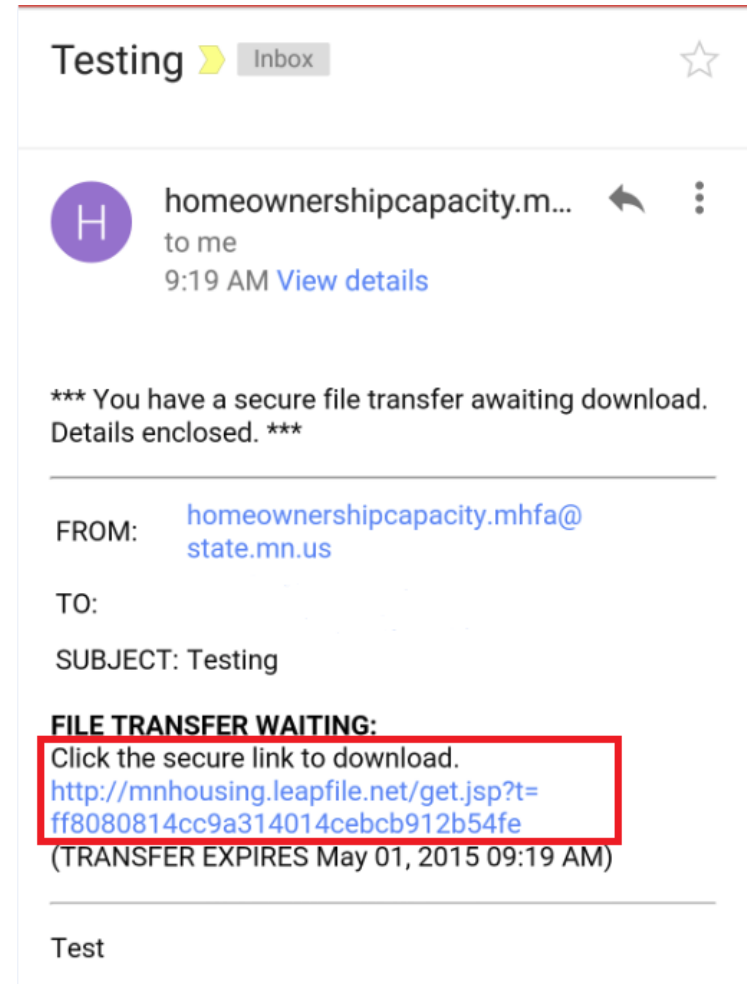 Testing Inbox
H
homeownershipcapacity.m...
to me
9:19 AM View details
*** You have a secure file transfer awaiting download.
Details enclosed. ***
FROM: homeownershipcapacity.mhfa@
state.mn.us
TO:
SUBJECT: Testing
FILE TRANSFER WAITING:
Click the secure link to download.
http://mnhousing.leapfile.net/get.jsp?t=
ff8080814cc9a314014cebcb912b54fe
(TRANSFER EXPIRES May 01, 2015 09:19 AM)
Test